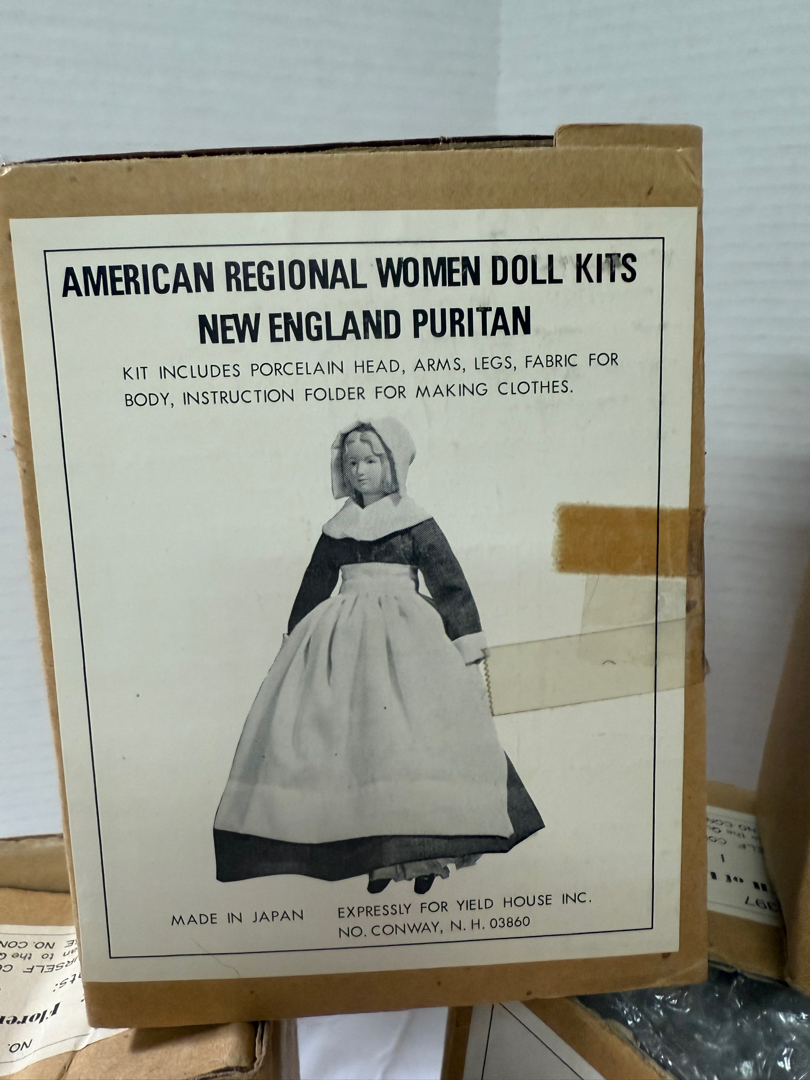 AMERICAN REGIONAL WOMEN DOLL KITS
NEW ENGLAND PURITAN
KIT INCLUDES PORCELAIN HEAD, ARMS, LEGS, FABRIC FOR
BODY, INSTRUCTION FOLDER FOR MAKING CLOTHES.
MADE IN JAPAN
EXPRESSLY FOR YIELD HOUSE INC.
NO. CONWAY, N. H. 03860